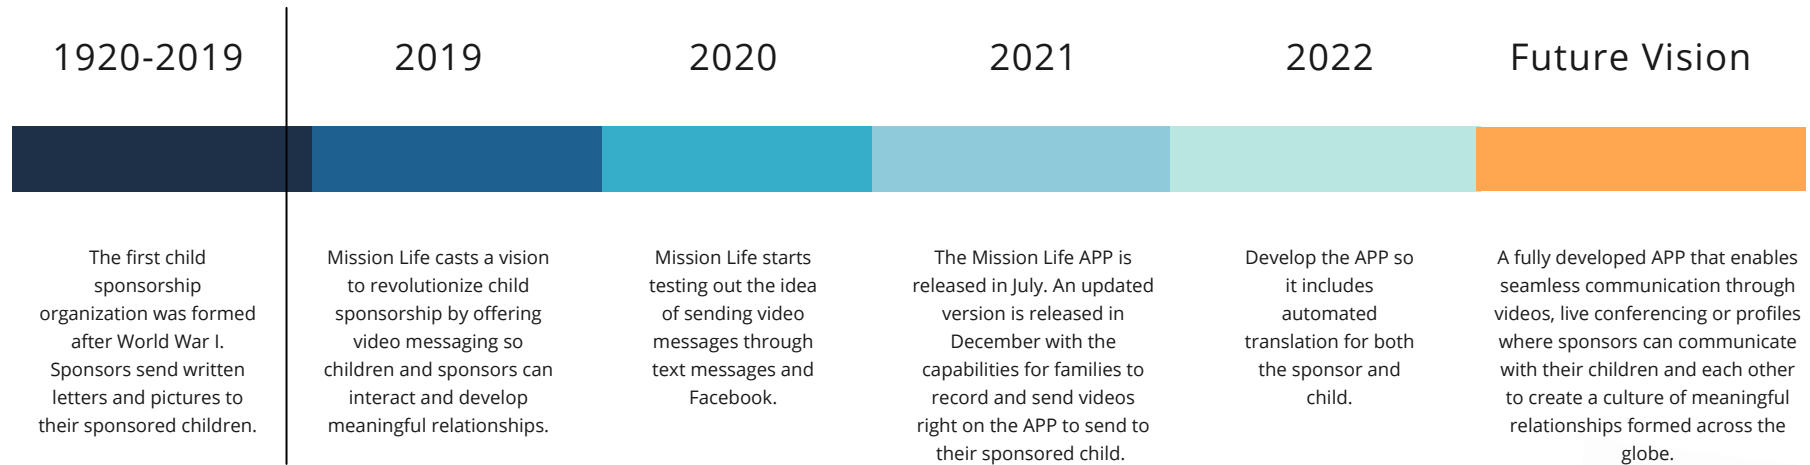 1920-2019
The first child
sponsorship
organization was formed
after World War I.
Sponsors send written
letters and pictures to
their sponsored children.
2019
Mission Life casts a vision
to revolutionize child
sponsorship by offering
video messaging so
children and sponsors can
interact and develop
meaningful relationships.
2020
Mission Life starts
testing out the idea
of sending video
messages through
text messages and
Facebook.
2021
The Mission Life APP is
released in July. An updated
version is released in
December with the
capabilities for families to
record and send videos
right on the APP to send to
their sponsored child.
2022
Develop the APP so
it includes
automated
translation for both
the sponsor and
child.
Future Vision
A fully developed APP that enables
seamless communication through
videos, live conferencing or profiles
where sponsors can communicate
with their children and each other
to create a culture of meaningful
relationships formed across the
globe.